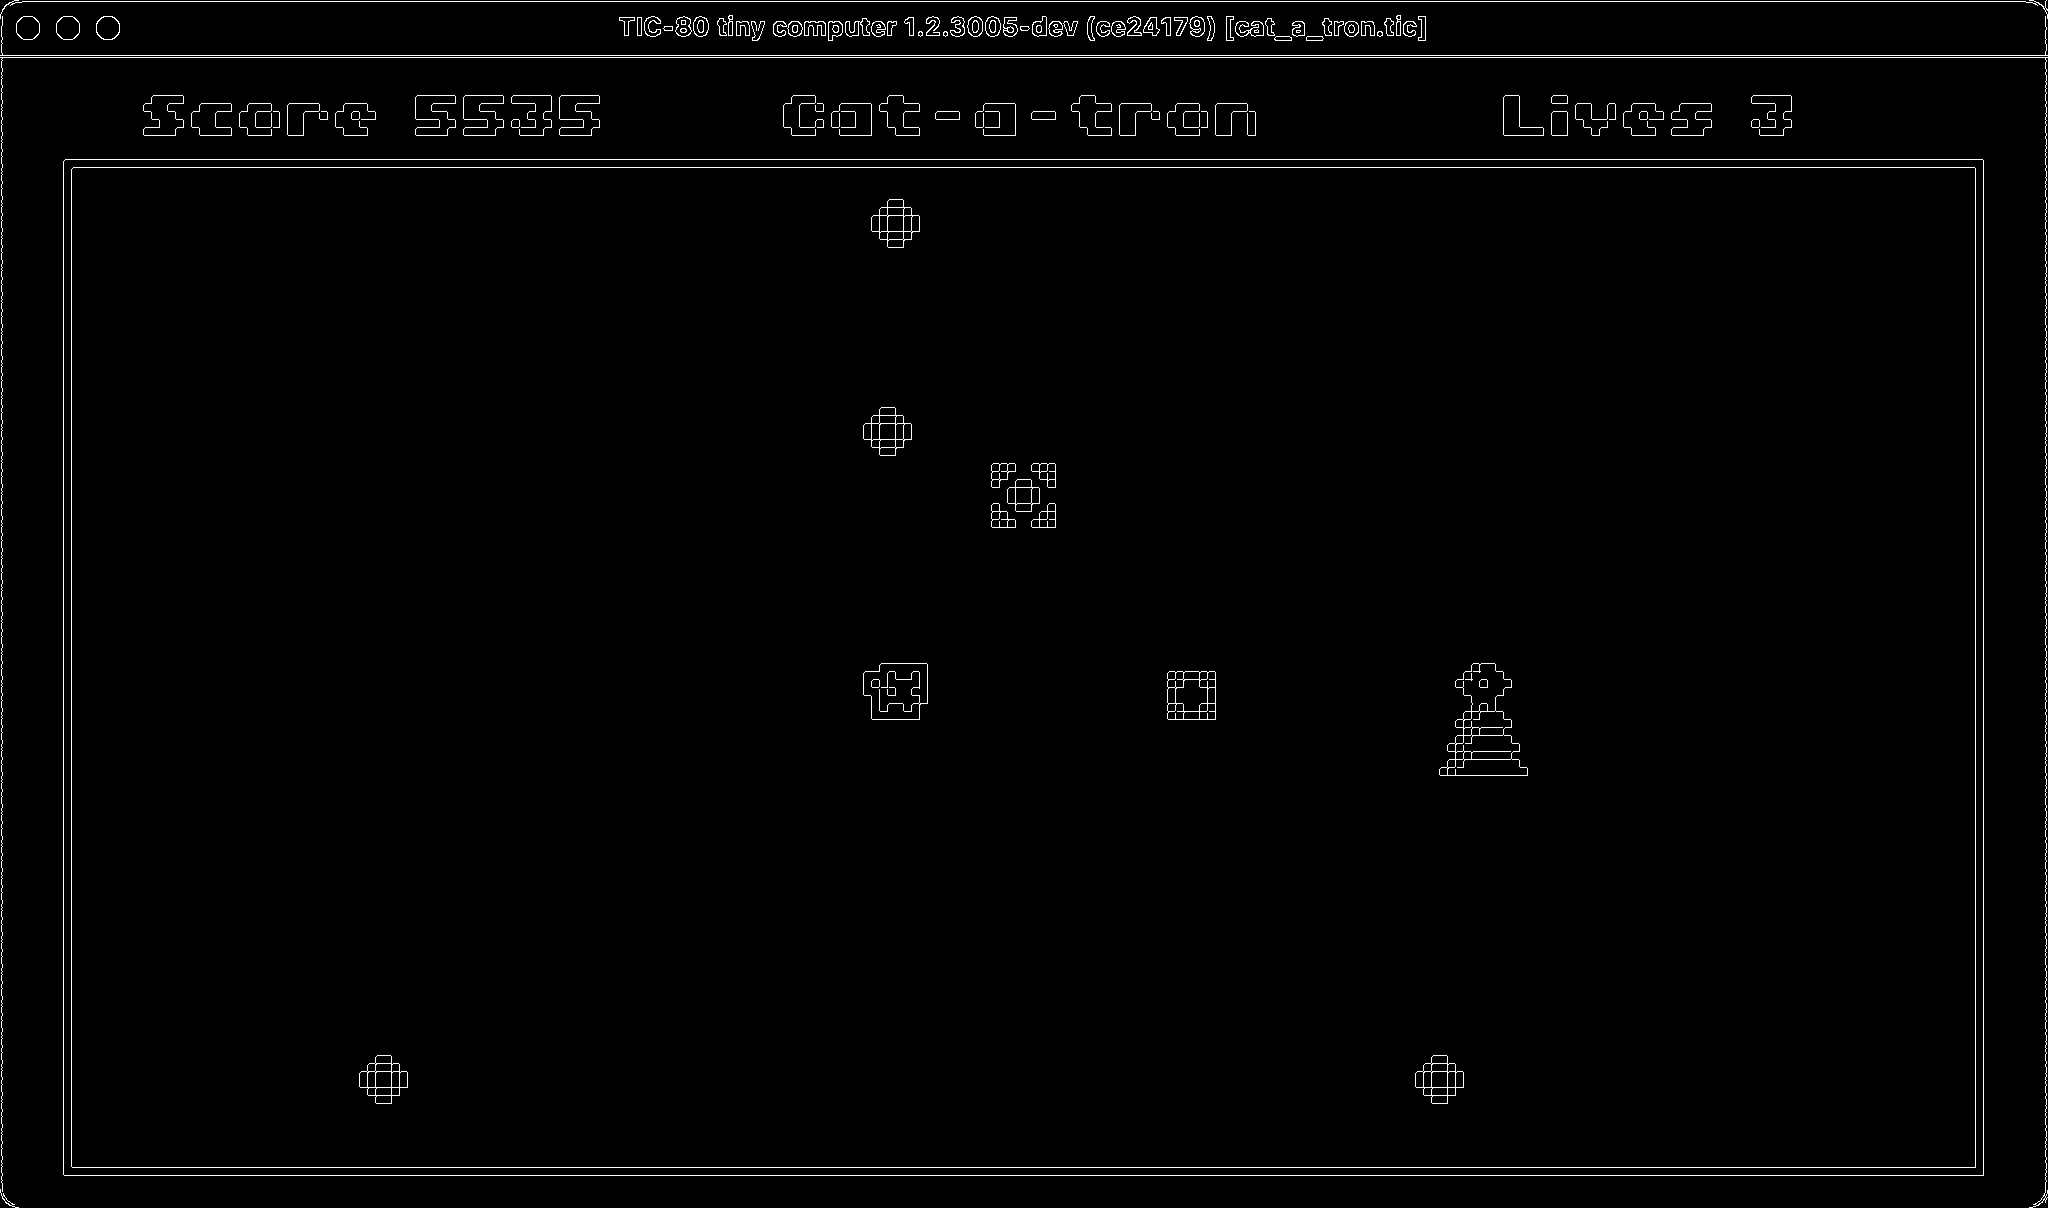 TIC-80 tiny computer 1.2.3005-dev (ce24179) [cat_a_tron.tic]
Score 5535 Cat-a-tron Lives 3